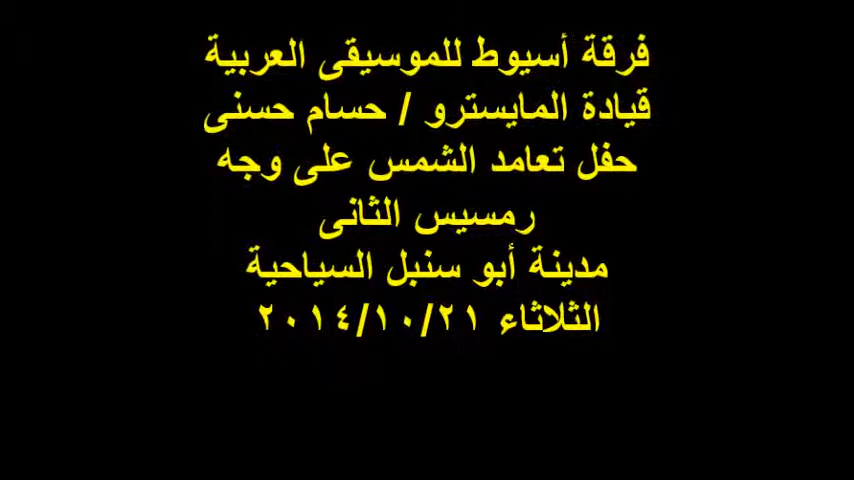 فرقة أسيوط للموسيقى العربية
قيادة المايسترو / حسام حسنى
حفل تعامد الشمس على وجه
رمسيس الثانى
مدينة أبو سنبل السياحية
الثلاثاء ٢٠١٤/١٠/٢١